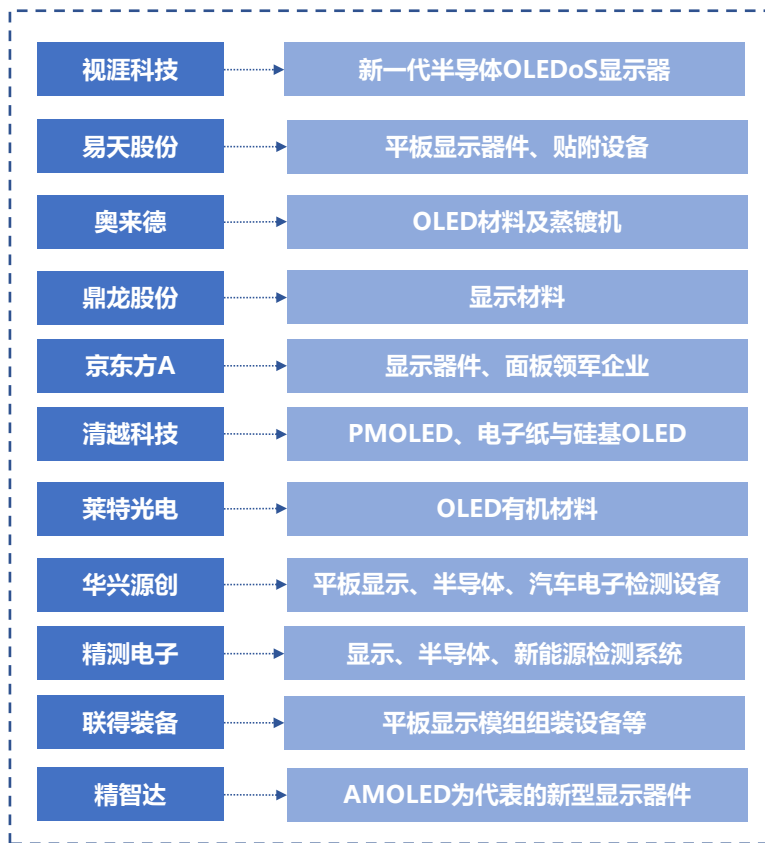 视涯科技 新一代半导体OLEDoS显示器
易天股份 平板显示器件、贴附设备
奥来德 OLED材料及蒸镀机
鼎龙股份 显示材料
京东方A 显示器件、面板领军企业
清越科技 PMOLED、电子纸与硅基OLED
莱特光电 OLED有机材料
华兴源创 平板显示、半导体、汽车电子检测设备
精测电子 显示、半导体、新能源检测系统
联得装备 平板显示模组组装设备等
精智达 AMOLED为代表的新型显示器件